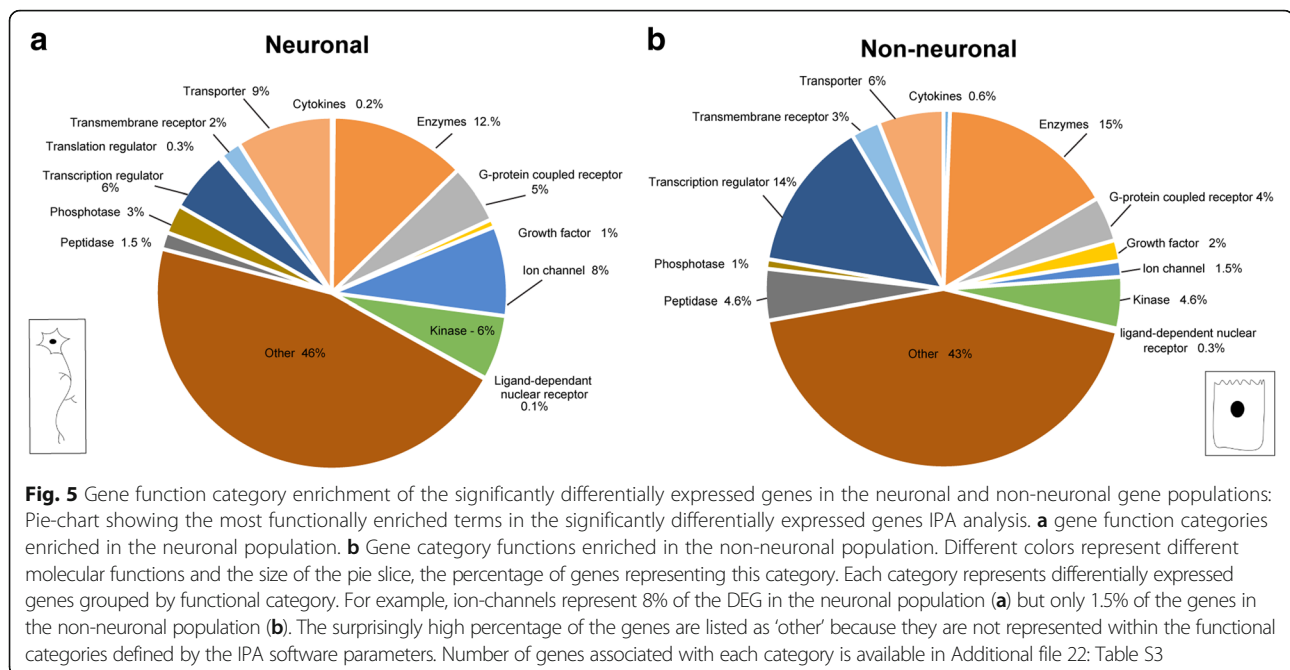 a
Neuronal
Transporter 9%
Cytokines 0.2%
Transmembrane receptor 2%
Enzymes 12.%
Translation regulator 0.3%
Transcription regulator
6%
G-protein coupled receptor
5%
Phosphotase 3%
Growth factor 1%
Peptidase 1.5 %
Ion channel 8%
Kinase - 6%
Other 46%
Ligand-dependant
nuclear receptor
0.1%
b
Non-neuronal
Transporter 6%
Cytokines 0.6%
Transmembrane receptor 3%
Enzymes 15%
Transcription regulator 14%
G-protein coupled receptor 4%
Growth factor 2%
Phosphotase 1%
Ion channel 1.5%
Peptidase 4.6%
Kinase 4.6%
ligand-dependent nuclear
receptor 0.3%
Other 43%
Fig. 5 Gene function category enrichment of the significantly differentially expressed genes in the neuronal and non-neuronal gene populations:
Pie-chart showing the most functionally enriched terms in the significantly differentially expressed genes IPA analysis. a gene function categories
enriched in the neuronal population. b Gene category functions enriched in the non-neuronal population. Different colors represent different
molecular functions and the size of the pie slice, the percentage of genes representing this category. Each category represents differentially expressed
genes grouped by functional category. For example, ion-channels represent 8% of the DEG in the neuronal population (a) but only 1.5% of the genes in
the non-neuronal population (b). The surprisingly high percentage of the genes are listed as 'other' because they are not represented within the functional
categories defined by the IPA software parameters. Number of genes associated with each category is available in Additional file 22: Table S3